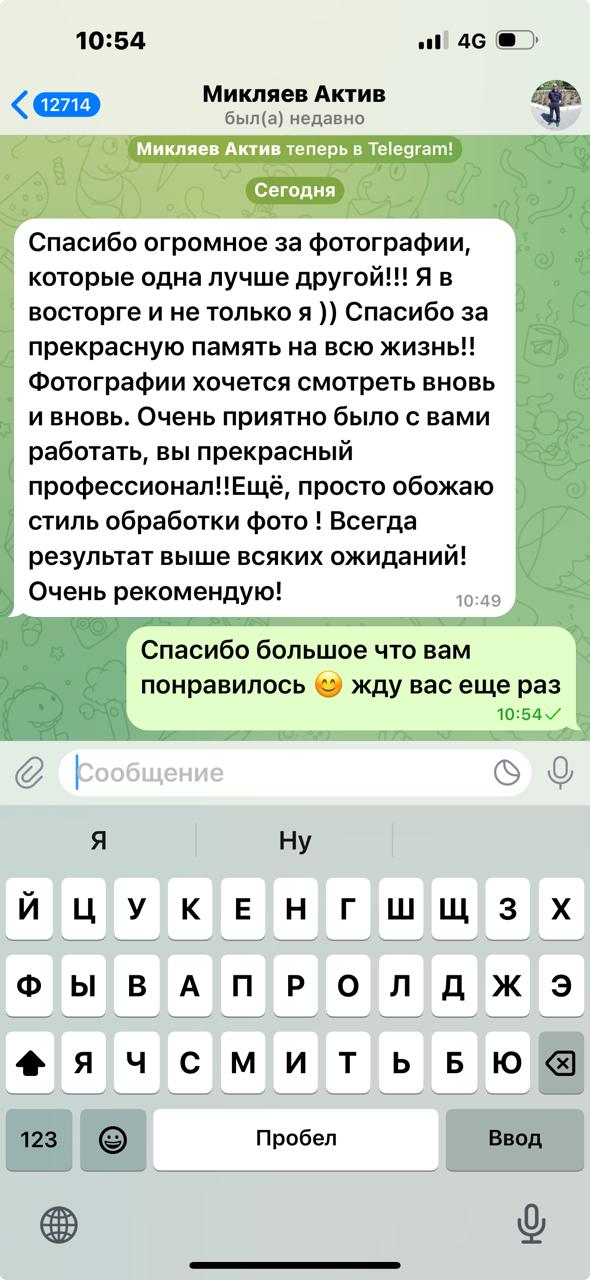 10:54
4G
12714
Микляев Актив
был(а) недавно
Микляев Актив теперь в Telegram!
Сегодня
Спасибо огромное за фотографии,
которые одна лучше другой!!! Я в
восторге и не только я )) Спасибо за
прекрасную память на всю жизнь!!
Фотографии хочется смотреть вновь
и вновь. Очень приятно было с вами
работать, вы прекрасный
профессионал!!Ещё, просто обожаю
стиль обработки фото ! Всегда
результат выше всяких ожиданий!
Очень рекомендую!
10:49
Спасибо большое что вам
понравилось 😊 жду вас еще раз
10:54
Сообщение
Я Ну
Й Ц У К Е Н Г Ш Щ З Х
Ф Ы В А П Р О Л Д Ж Э
Я Ч С М И Т Ь Б Ю
123 Пробел Ввод